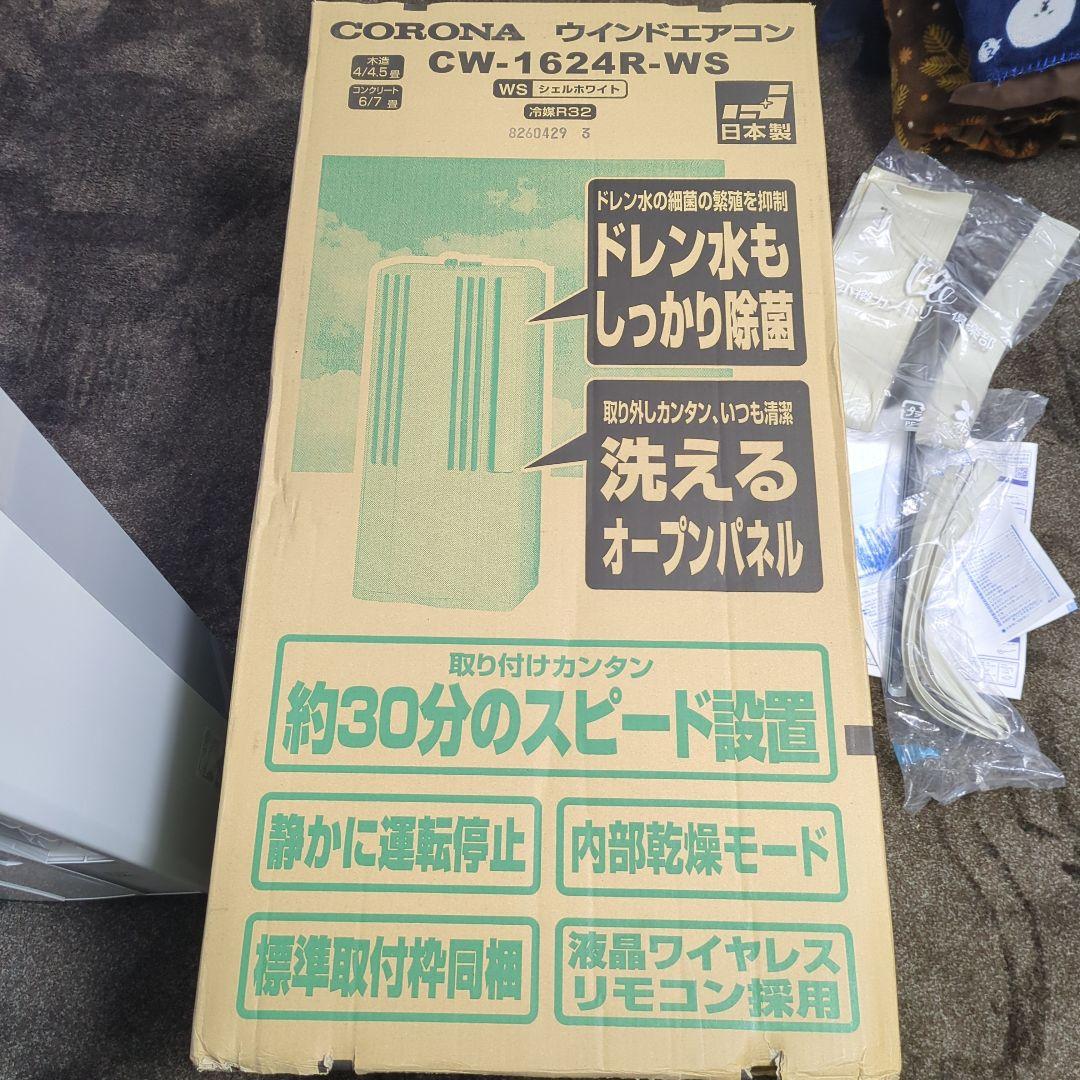 CORONA ウインドエアコン
木造
4/4.5 畳
CW-1624R-WS
コンクリート
6/7 畳
WS シェルホワイト
冷媒R32
8260429 3
日本製
ドレン水の細菌の繁殖を抑制
ドレン水も
しっかり除菌
取り外しカンタン、いつも清潔
洗える
オープンパネル
取り付けカンタン
約30分のスピード設置
静かに運転停止
内部乾燥モード
標準取付枠同梱
液晶ワイヤレス
リモコン採用
プラ